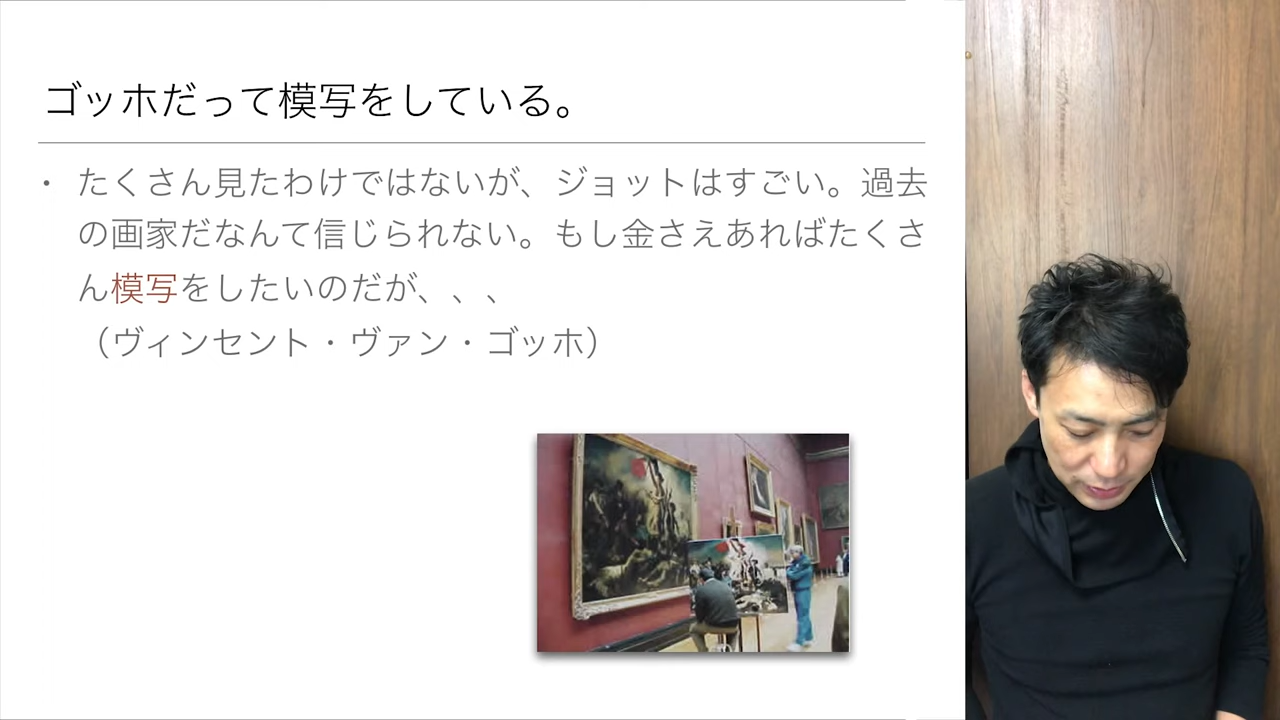 ゴッホだって模写をしている。
・たくさん見たわけではないが、ジョットはすごい。過去
の画家だなんて信じられない。もし金さえあればたくさ
ん模写をしたいのだが、、、
（ヴィンセント・ヴァン・ゴッホ）